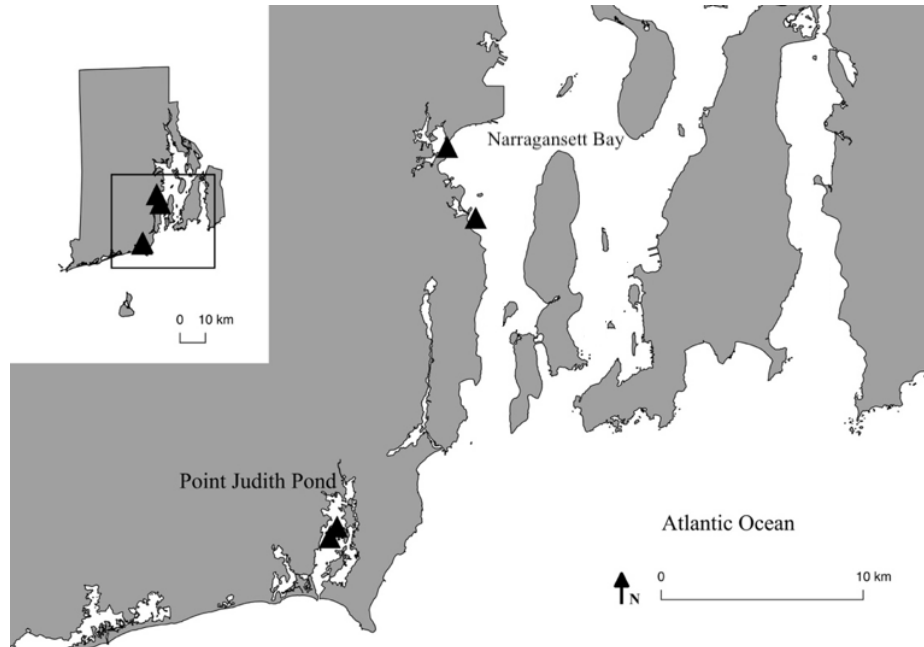 Narragansett Bay
0 10 km
Point Judith Pond
Atlantic Ocean
0 10 km
N